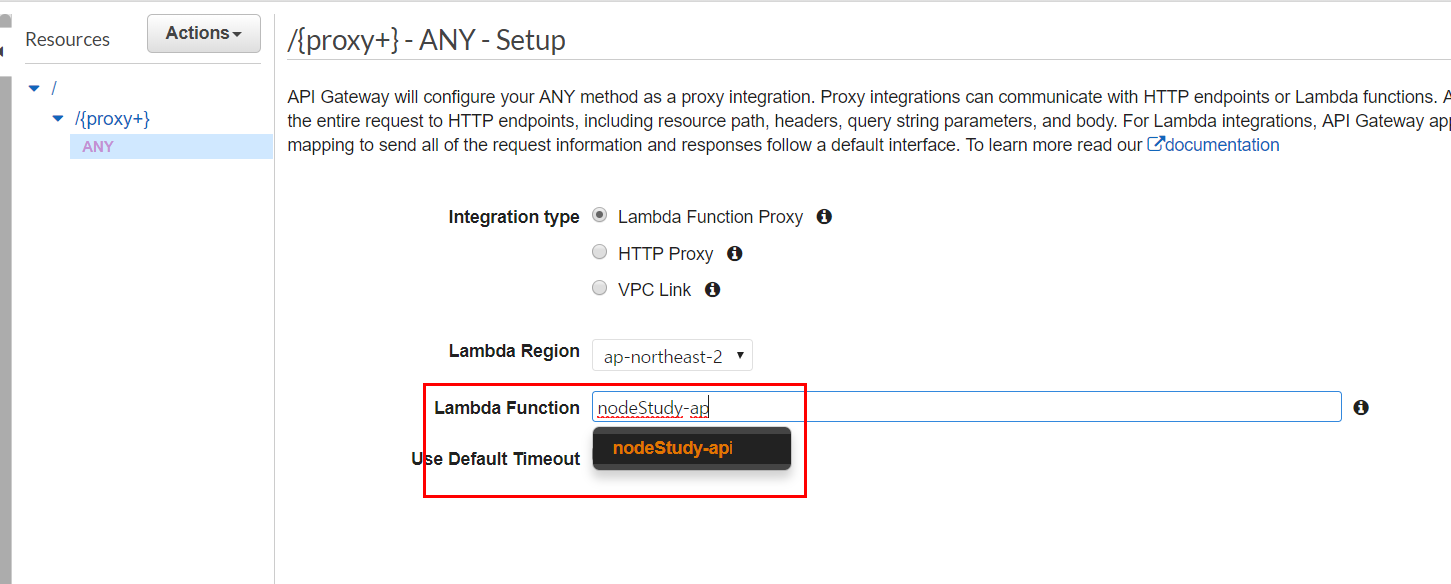 Resources
Actions
/
/{proxy+}
ANY
/{proxy+} - ANY - Setup
API Gateway will configure your ANY method as a proxy integration. Proxy integrations can communicate with HTTP endpoints or Lambda functions. A
the entire request to HTTP endpoints, including resource path, headers, query string parameters, and body. For Lambda integrations, API Gateway app
mapping to send all of the request information and responses follow a default interface. To learn more read our documentation
Integration type Lambda Function Proxy
HTTP Proxy
VPC Link
Lambda Region ap-northeast-2
Lambda Function nodeStudy-ap
nodeStudy-api
Use Default Timeout